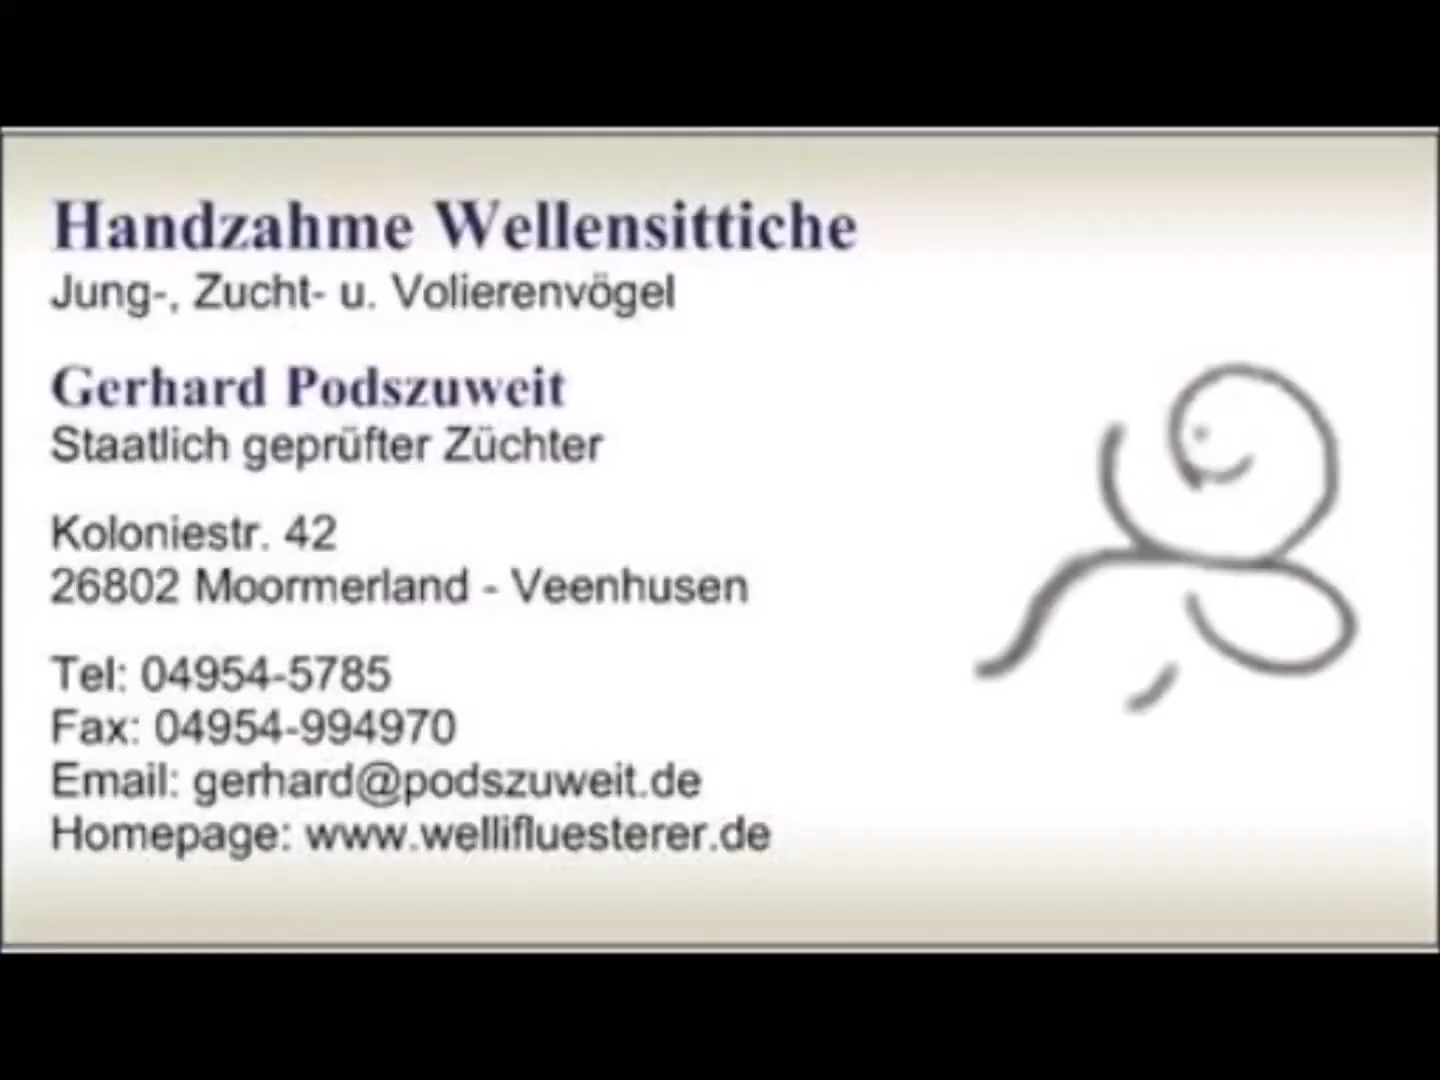 Handzahme Wellensittiche
Jung-, Zucht- u. Volierenvögel
Gerhard Podszuweit
Staatlich geprüfter Züchter
Koloniestr. 42
26802 Moormerland - Veenhusen
Tel: 04954-5785
Fax: 04954-994970
Email: gerhard@podszuweit.de
Homepage: www.wellifluesterer.de